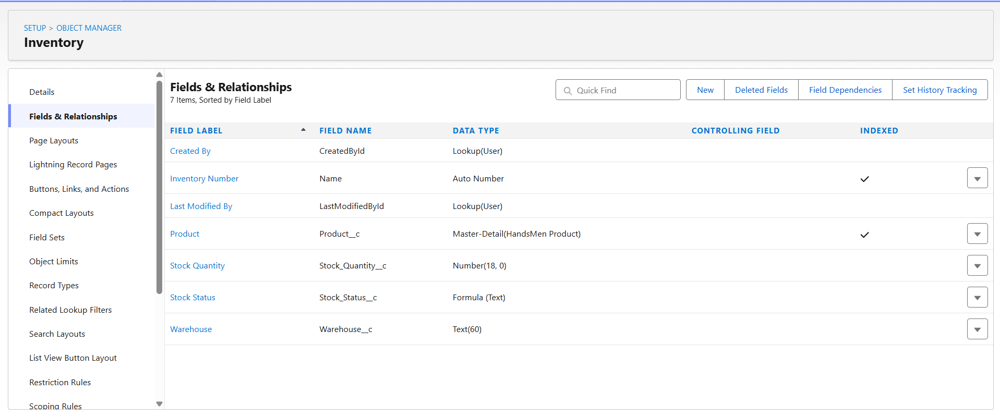 SETUP > OBJECT MANAGER
Inventory
Details
Fields & Relationships
Page Layouts
Lightning Record Pages
Buttons, Links, and Actions
Compact Layouts
Field Sets
Object Limits
Record Types
Related Lookup Filters
Search Layouts
List View Button Layout
Restriction Rules
Scoping Rules
Fields & Relationships
7 Items, Sorted by Field Label
Quick Find New Deleted Fields Field Dependencies Set History Tracking
FIELD LABEL FIELD NAME DATA TYPE CONTROLLING FIELD INDEXED
Created By CreatedById Lookup(User)
Inventory Number Name Auto Number
Last Modified By LastModifiedById Lookup(User)
Product Product__c Master-Detail(HandsMen Product)
Stock Quantity Stock_Quantity__c Number(18, 0)
Stock Status Stock_Status__c Formula (Text)
Warehouse Warehouse__c Text(60)